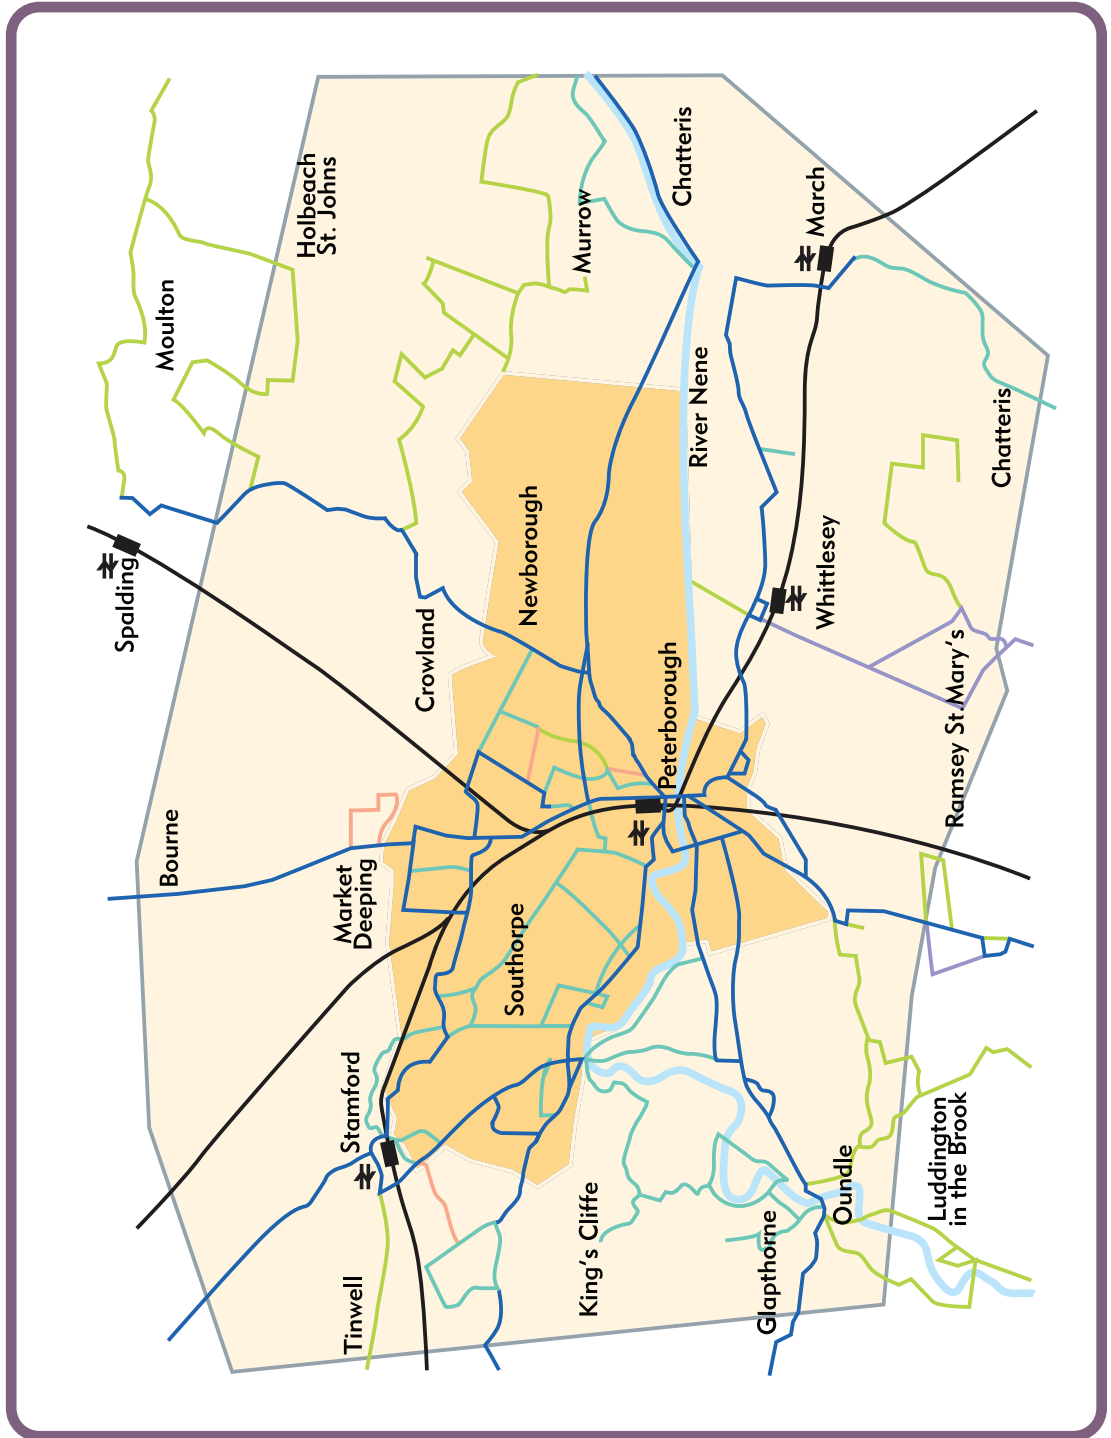 Spalding
Bourne
Moulton
Holbeach
St. Johns
Tinwell
Stamford
Market
Deeping
Crowland
Southorpe
Newborough
King‘s Cliffe
Murrow
Peterborough
River Nene
Chatteris
Glapthorne
Oundle
Whittlesey
March
Luddington
in the Brook
Ramsey St.Mary‘s
Chatteris